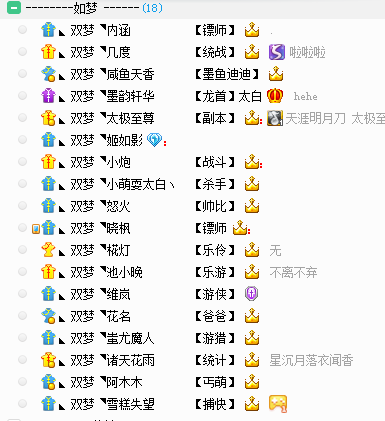 --------如梦 ------ (18)
双梦 ◥内涵 【镖师】 .
双梦 ◥几度 【统战】 啦啦啦
双梦 ◥咸鱼天香 【墨鱼迪迪】
双梦 ◥墨韵轩华 【龙首】太白 hehe
双梦 ◥太极至尊 【副本】 天涯明月刀 太极至
双梦 ◥姬如影
双梦 ◥小炮 【战斗】
双梦 ◥小萌耍太白丶 【杀手】
双梦 ◥怒火 【帅比】
双梦 ◥晓枫 【镖师】
双梦 ◥椛灯 【乐伶】 无
双梦 ◥池小晚 【乐游】 不离不弃
双梦 ◥维岚 【游侠】
双梦 ◥花名 【爸爸】
双梦 ◥蚩尤魔人 【游猎】
双梦 ◥诸天花雨 【统计】 星沉月落衣闻香
双梦 ◥阿木木 【丐萌】
双梦 ◥雪糕失望 【捕快】